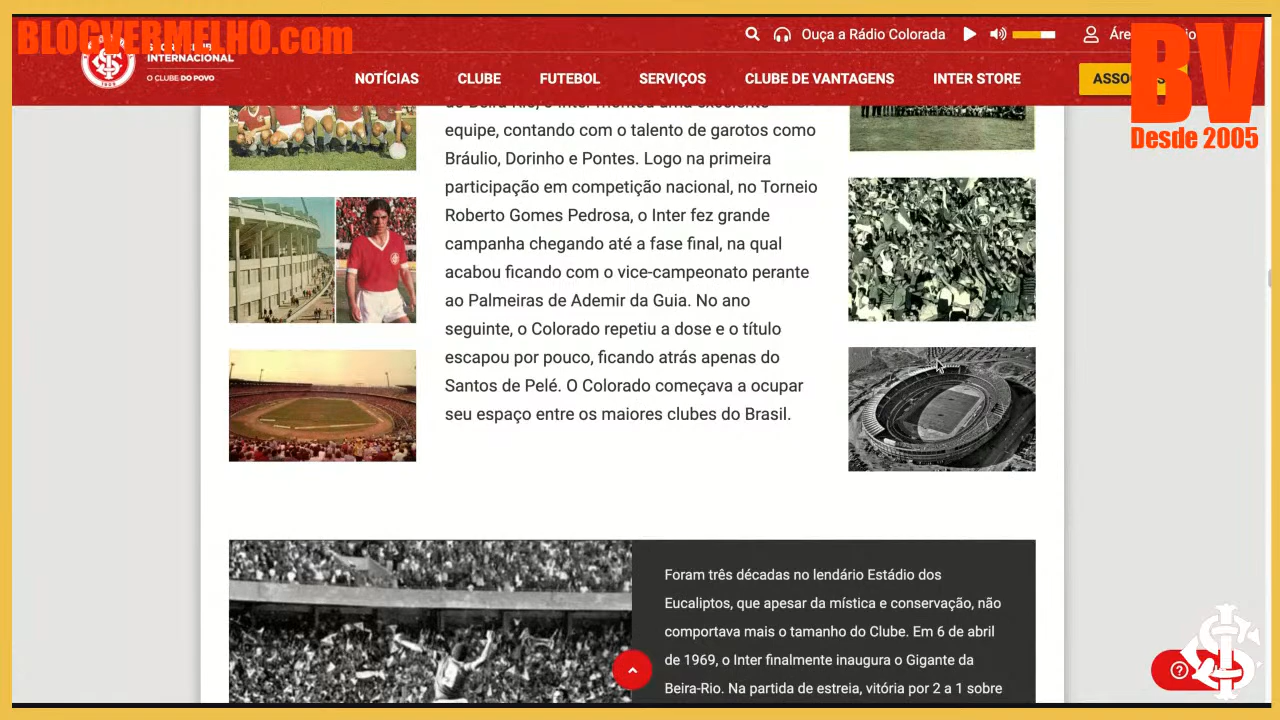 BLOGVERMELHO.com
INTERNACIONAL
O CLUBE DO POVO
Ouça a Rádio Colorada
BV
Desde 2005
NOTÍCIAS
CLUBE
FUTEBOL
SERVIÇOS
CLUBE DE VANTAGENS
INTER STORE
equipe, contando com o talento de garotos como
Bráulio, Dorinho e Pontes. Logo na primeira
participação em competição nacional, no Torneio
Roberto Gomes Pedrosa, o Inter fez grande
campanha chegando até a fase final, na qual
acabou ficando com o vice-campeonato perante
ao Palmeiras de Ademir da Guia. No ano
seguinte, o Colorado repetiu a dose e o título
escapou por pouco, ficando atrás apenas do
Santos de Pelé. O Colorado começava a ocupar
seu espaço entre os maiores clubes do Brasil.
Foram três décadas no lendário Estádio dos
Eucaliptos, que apesar da mística e conservação, não
comportava mais o tamanho do Clube. Em 6 de abril
de 1969, o Inter finalmente inaugura o Gigante da
Beira-Rio. Na partida de estreia, vitória por 2 a 1 sobre